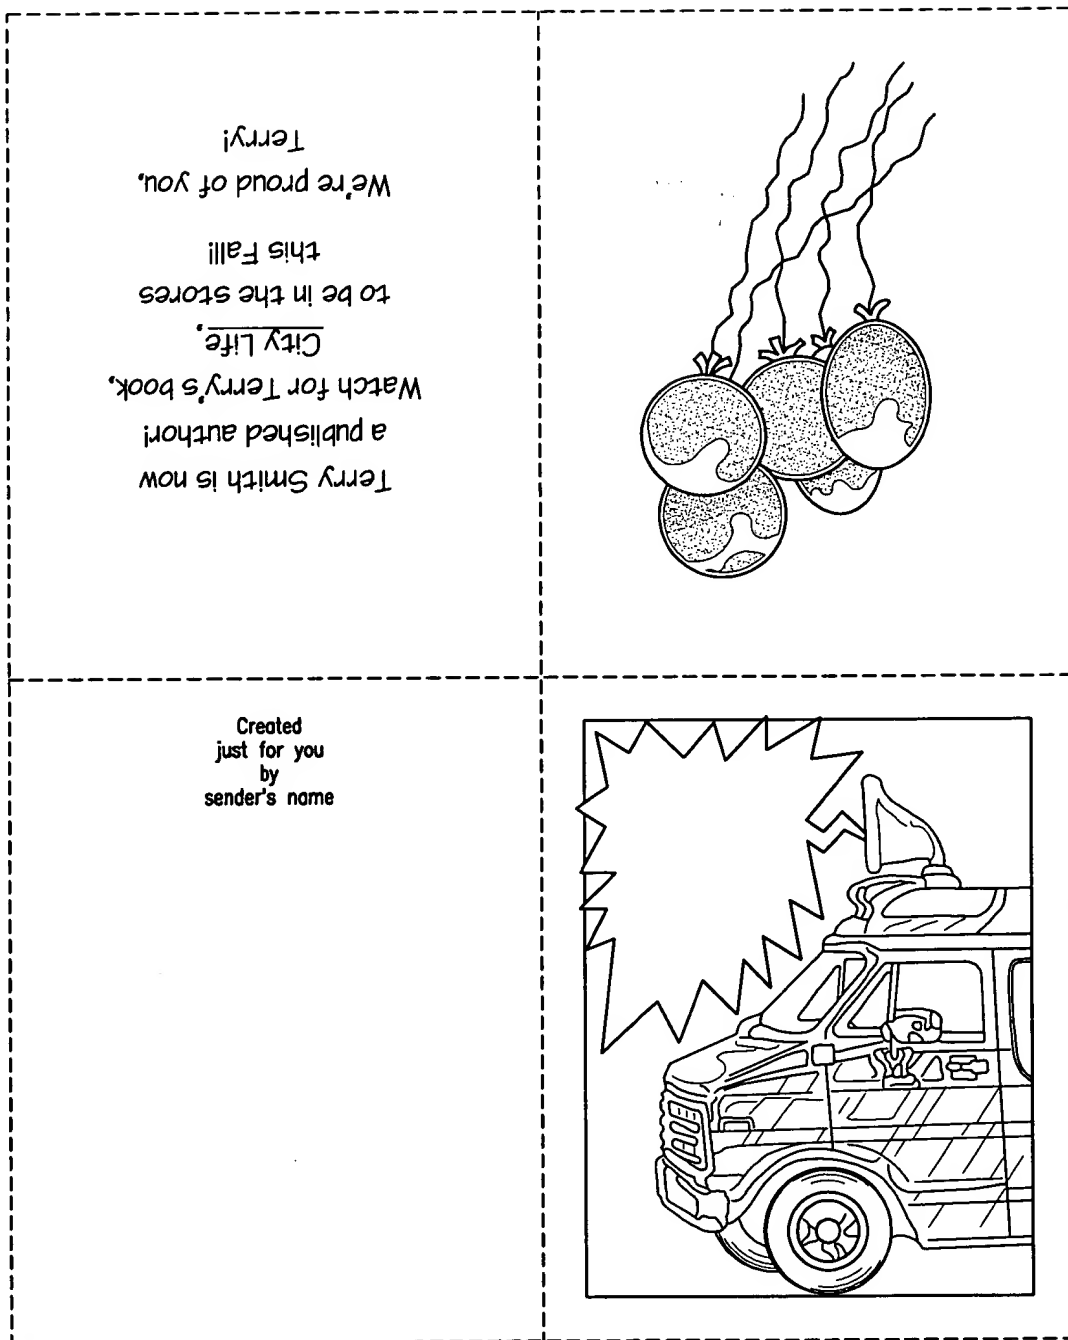 Terry Smith is now
a published author!
Watch for Terry's book,
City Life,
to be in the stores
this Fall!
We're proud of you,
Terry!
Created
just for you
by
sender's name